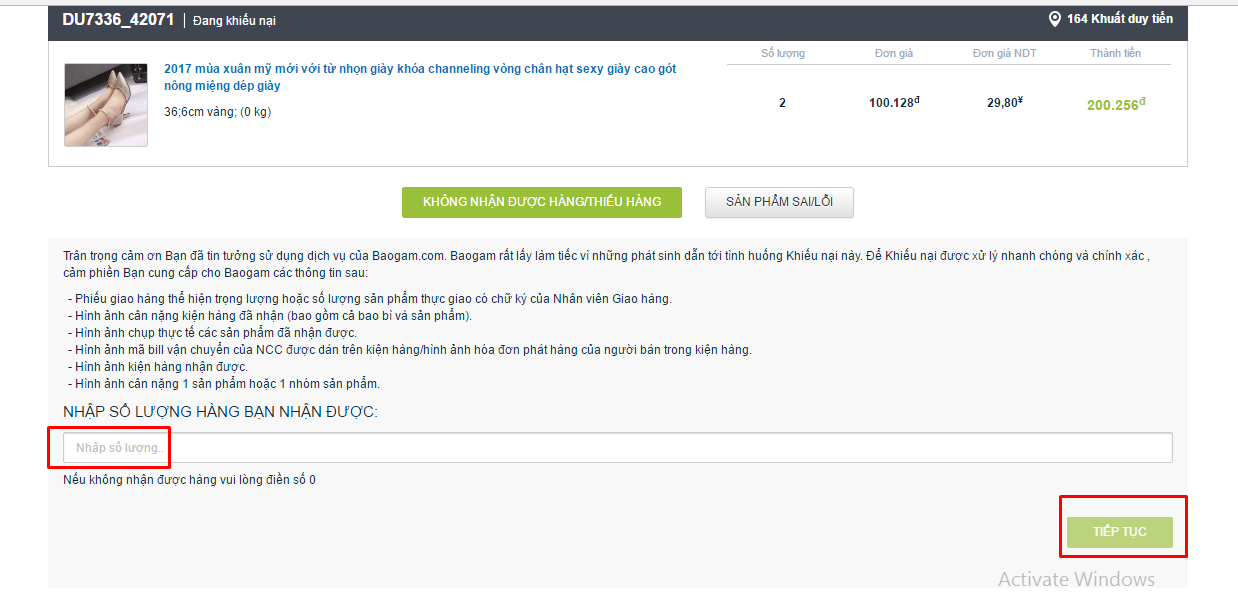 DU7336_42071 | Đang khiếu nại
164 Khuất duy tiến
Số lượng Đơn giá Đơn giá NDT Thành tiền
2017 mùa xuân mỹ mới với từ nhọn giày khóa channeling vòng chân hạt sexy giày cao gót
nông miệng dép giày
36;6cm vàng; (0 kg)
2 100.128đ 29,80¥ 200.256đ
KHÔNG NHẬN ĐƯỢC HÀNG/THIẾU HÀNG
SẢN PHẨM SAI/LỖI
Trân trọng cảm ơn Bạn đã tin tưởng sử dụng dịch vụ của Baogam.com. Baogam rất lấy làm tiếc vì những phát sinh dẫn tới tình huống Khiếu nại này. Để Khiếu nại được xử lý nhanh chóng và chính xác ,
cảm phiền Bạn cung cấp cho Baogam các thông tin sau:
- Phiếu giao hàng thể hiện trọng lượng hoặc số lượng sản phẩm thực giao có chữ ký của Nhân viên Giao hàng.
- Hình ảnh cân nặng kiện hàng đã nhận (bao gồm cả bao bì và sản phẩm).
- Hình ảnh chụp thực tế các sản phẩm đã nhận được.
- Hình ảnh mã bill vận chuyển của NCC được dán trên kiện hàng/hình ảnh hóa đơn phát hàng của người bán trong kiện hàng.
- Hình ảnh kiện hàng nhận được.
- Hình ảnh cân nặng 1 sản phẩm hoặc 1 nhóm sản phẩm.
NHẬP SỐ LƯỢNG HÀNG BẠN NHẬN ĐƯỢC:
Nhập số lượng..
Nếu không nhận được hàng vui lòng điền số 0
TIẾP TỤC
Activate Windows